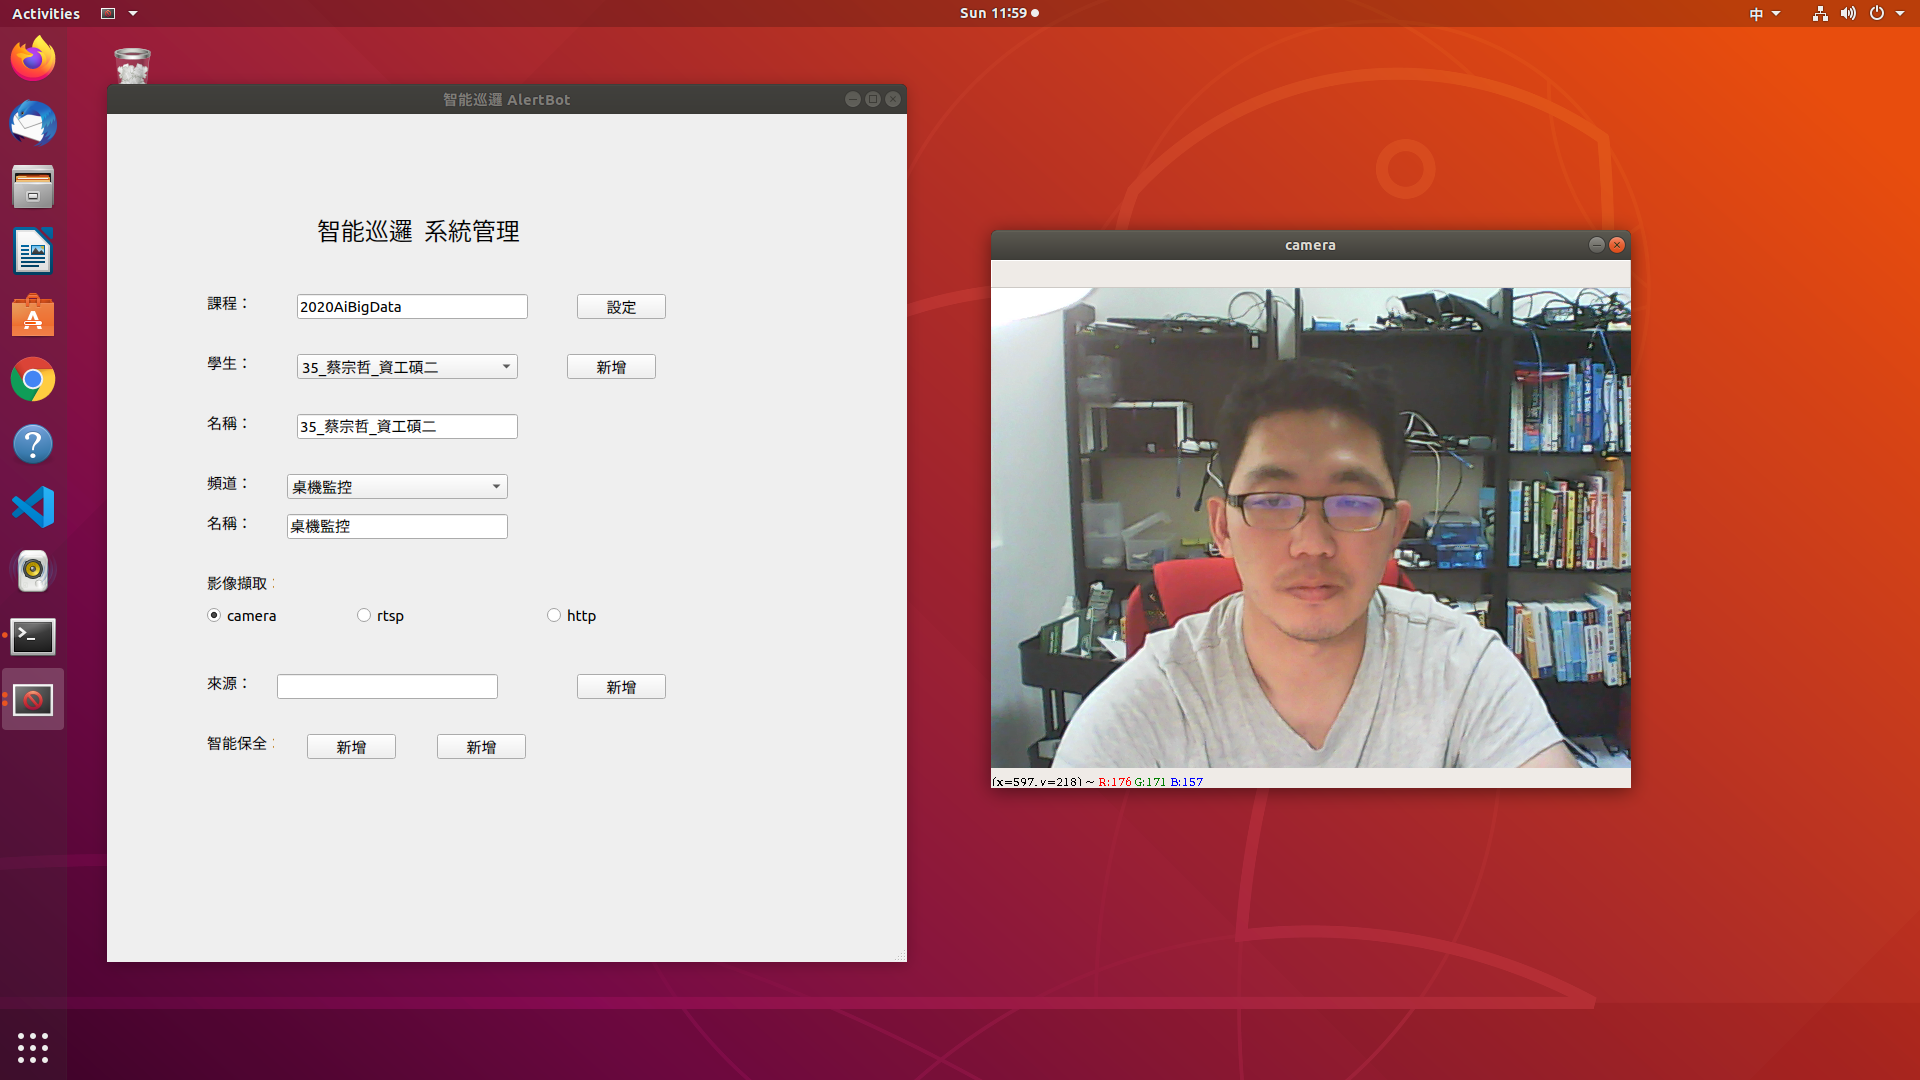 Activities
Sun 11:59
中
智能巡邏 AlertBot
智能巡邏 系統管理
課程： 2020AiBigData 設定
學生： 35_蔡宗哲_資工碩二 新增
名稱： 35_蔡宗哲_資工碩二
頻道： 桌機監控
名稱： 桌機監控
影像擷取：
camera rtsp http
來源： 新增
智能保全： 新增 新增
camera
(x=597, y=218) ~ R:176 G:171 B:157